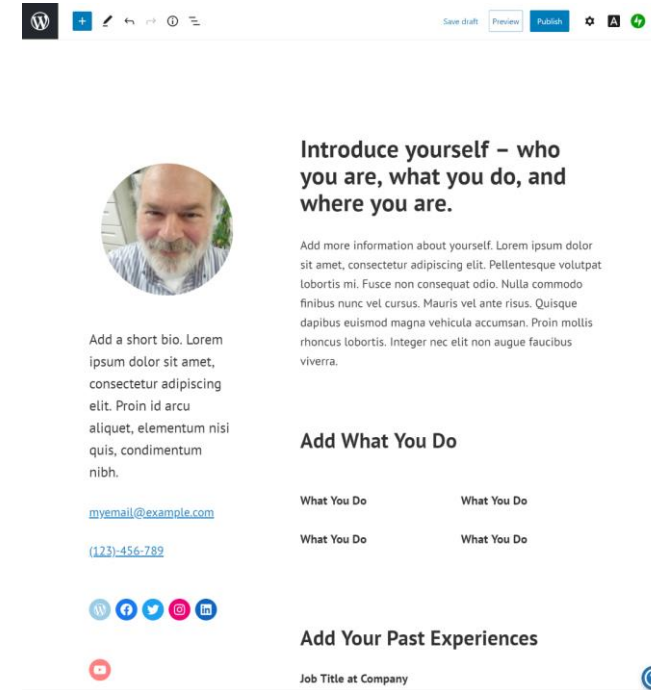 Save draft Preview Publish
Add a short bio. Lorem
ipsum dolor sit amet,
consectetur adipiscing
elit. Proin id arcu
aliquet, elementum nisi
quis, condimentum
nibh.
myemail@example.com
(123)-456-789
Introduce yourself – who
you are, what you do, and
where you are.
Add more information about yourself. Lorem ipsum dolor
sit amet, consectetur adipiscing elit. Pellentesque volutpat
lobortis mi. Fusce non consequat odio. Nulla commodo
finibus nunc vel cursus. Mauris vel ante risus. Quisque
dapibus euismod magna vehicula accumsan. Proin mollis
rhoncus lobortis. Integer nec elit non augue faucibus
viverra.
Add What You Do
What You Do What You Do
What You Do What You Do
Add Your Past Experiences
Job Title at Company